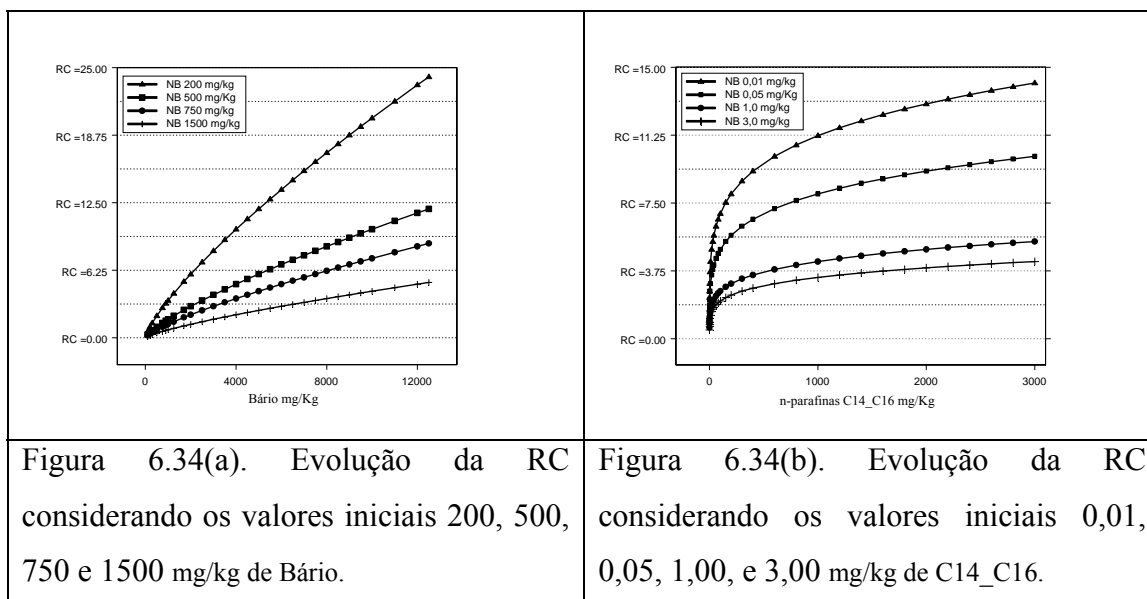 RC =25.00
RC =18.75
RC =12.50
RC =6.25
RC =0.00
NB 200 mg/kg
NB 500 mg/Kg
NB 750 mg/kg
NB 1500 mg/kg
0 4000 8000 12000
Bário mg/Kg
RC =15.00
RC =11.25
RC =7.50
RC =3.75
RC =0.00
NB 0,01 mg/kg
NB 0,05 mg/Kg
NB 1,0 mg/kg
NB 3,0 mg/kg
0 1000 2000 3000
n-parafinas C14_C16 mg/Kg
Figura 6.34(a). Evolução da RC
considerando os valores iniciais 200, 500,
750 e 1500 mg/kg de Bário.
Figura 6.34(b). Evolução da RC
considerando os valores iniciais 0,01,
0,05, 1,00, e 3,00 mg/kg de C14_C16.